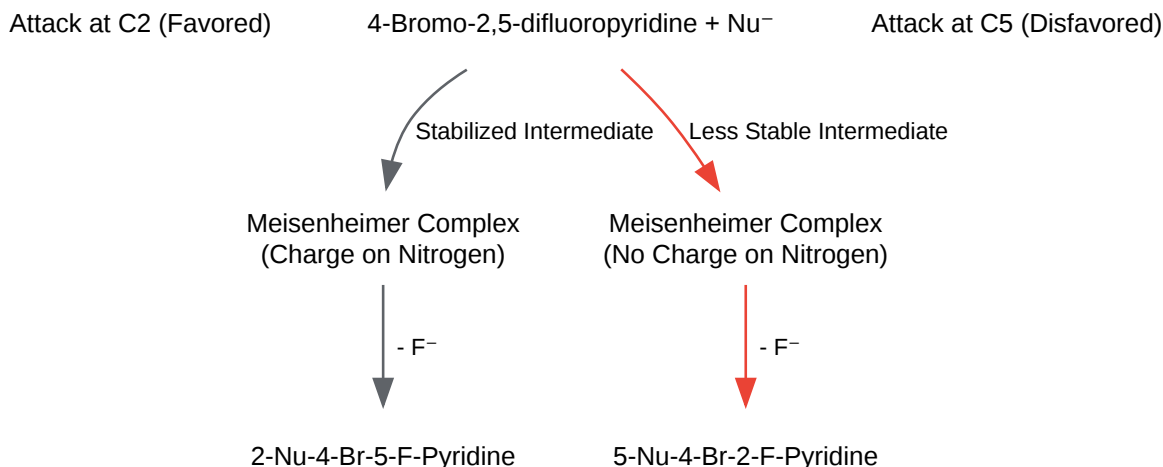 Attack at C2 (Favored)
4-Bromo-2,5-difluoropyridine + Nu⁻
Attack at C5 (Disfavored)
Stabilized Intermediate
Less Stable Intermediate
Meisenheimer Complex
(Charge on Nitrogen)
Meisenheimer Complex
(No Charge on Nitrogen)
- F⁻
- F⁻
2-Nu-4-Br-5-F-Pyridine
5-Nu-4-Br-2-F-Pyridine